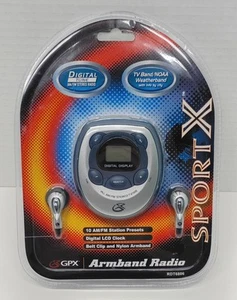 DIGITAL
TV Band NOAA
Weatherband
SPORT X
DIGITAL DISPLAY
10 AM/FM Station Presets
Digital LCD Clock
Belt Clip and Nylon Armband
GPX
Armband Radio